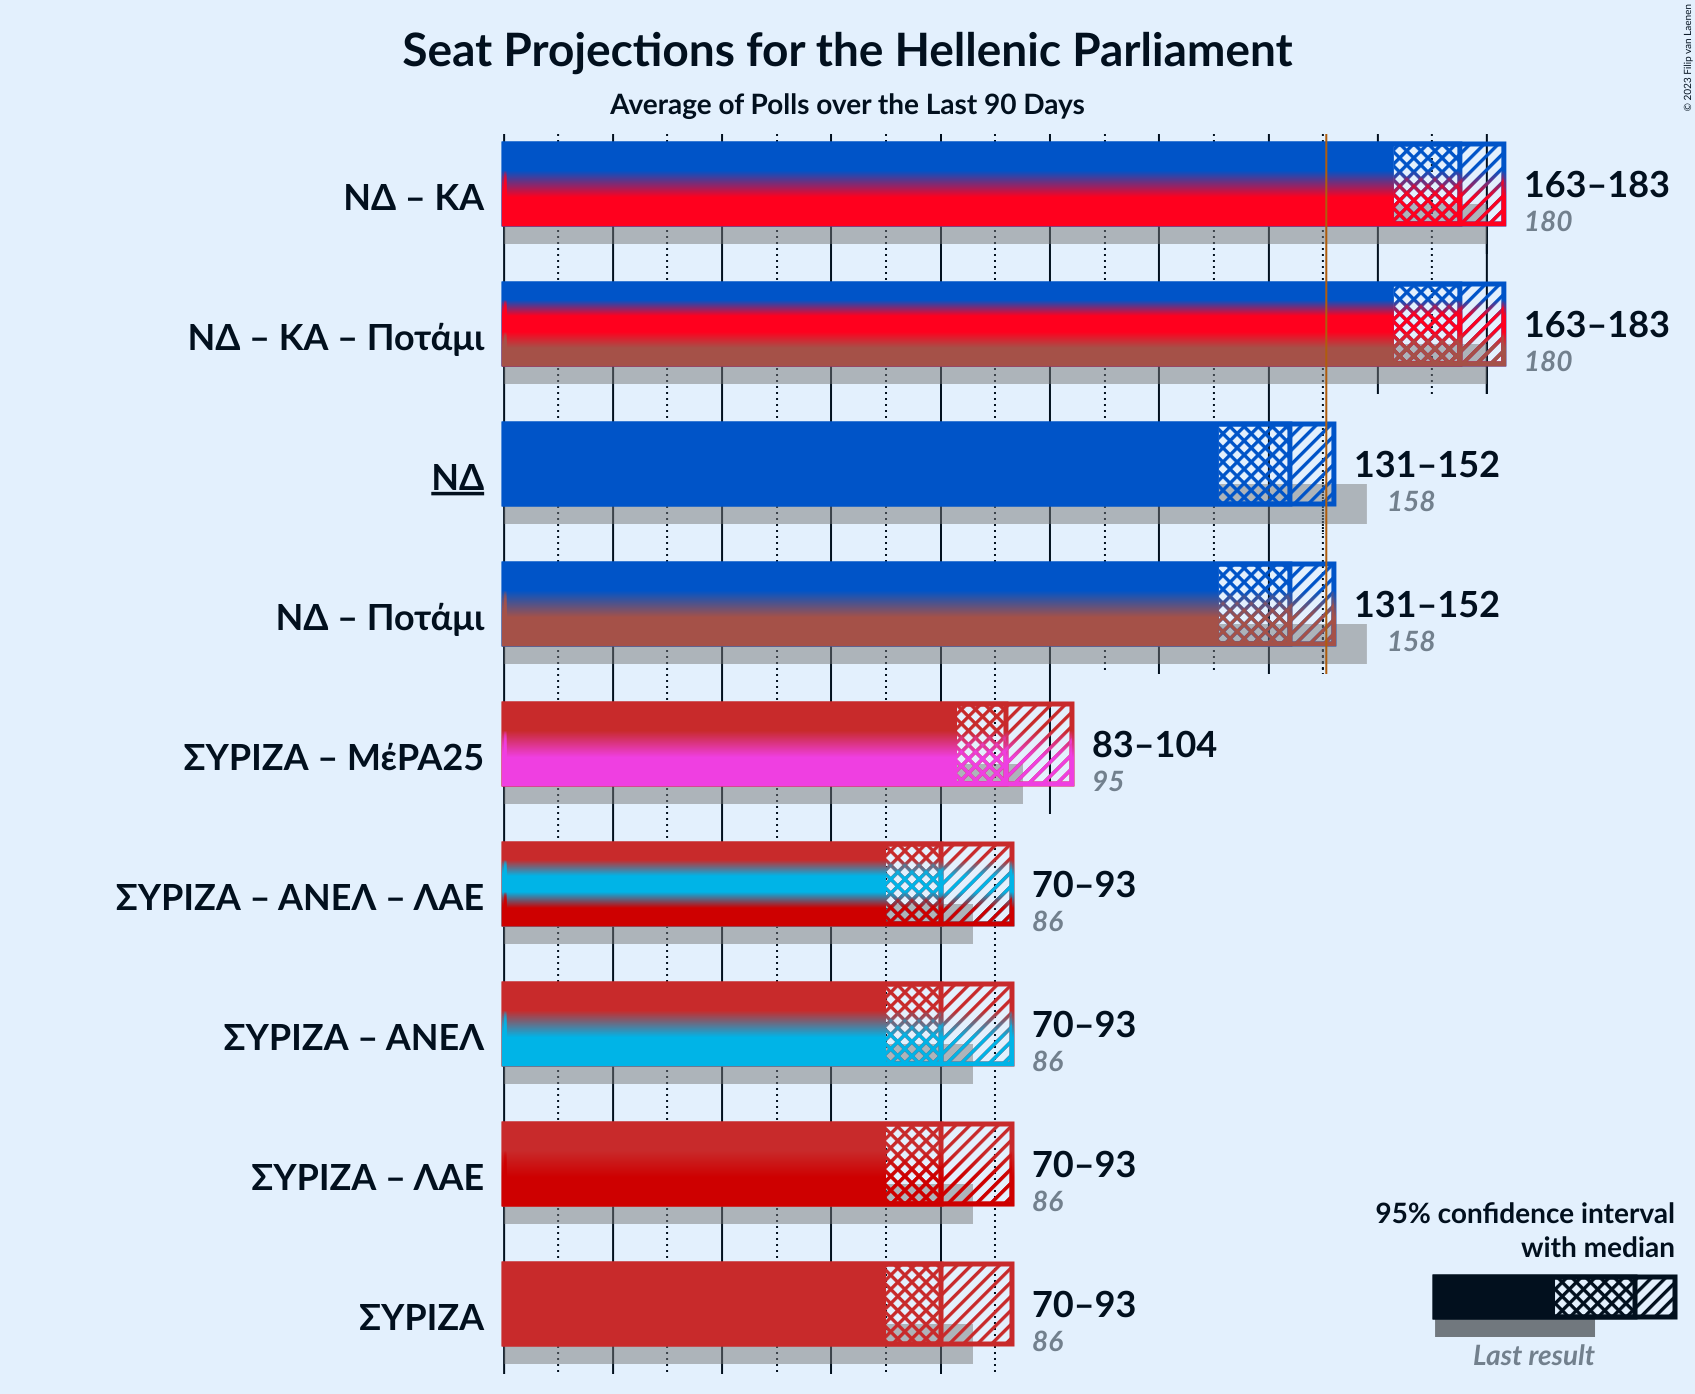 Seat Projections for the Hellenic Parliament
Average of Polls over the Last 90 Days
© 2023 Filip van Laenen
ΝΔ – ΚΑ
163–183
180
ΝΔ – ΚΑ – Ποτάμι
163–183
180
ΝΔ
131–152
158
ΝΔ – Ποτάμι
131–152
158
ΣΥΡΙΖΑ – ΜέΡΑ25
83–104
95
ΣΥΡΙΖΑ – ΑΝΕΛ – ΛΑΕ
70–93
86
ΣΥΡΙΖΑ – ΑΝΕΛ
70–93
86
ΣΥΡΙΖΑ – ΛΑΕ
70–93
86
ΣΥΡΙΖΑ
70–93
86
95% confidence interval
with median
Last result